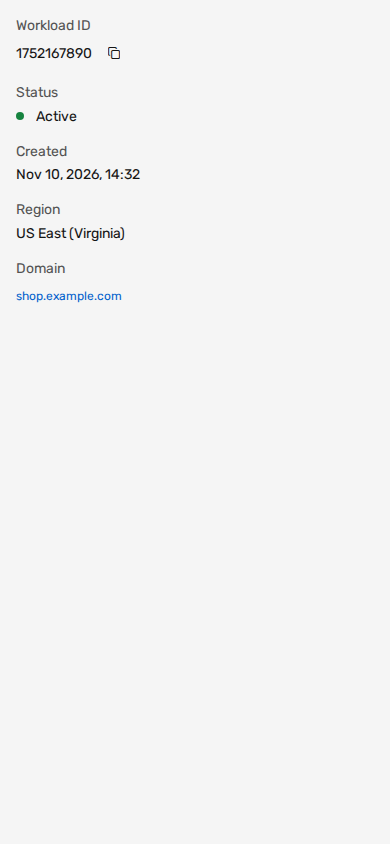 Workload ID
1752167890
Status
Active
Created
Nov 10, 2026, 14:32
Region
US East (Virginia)
Domain
shop.example.com